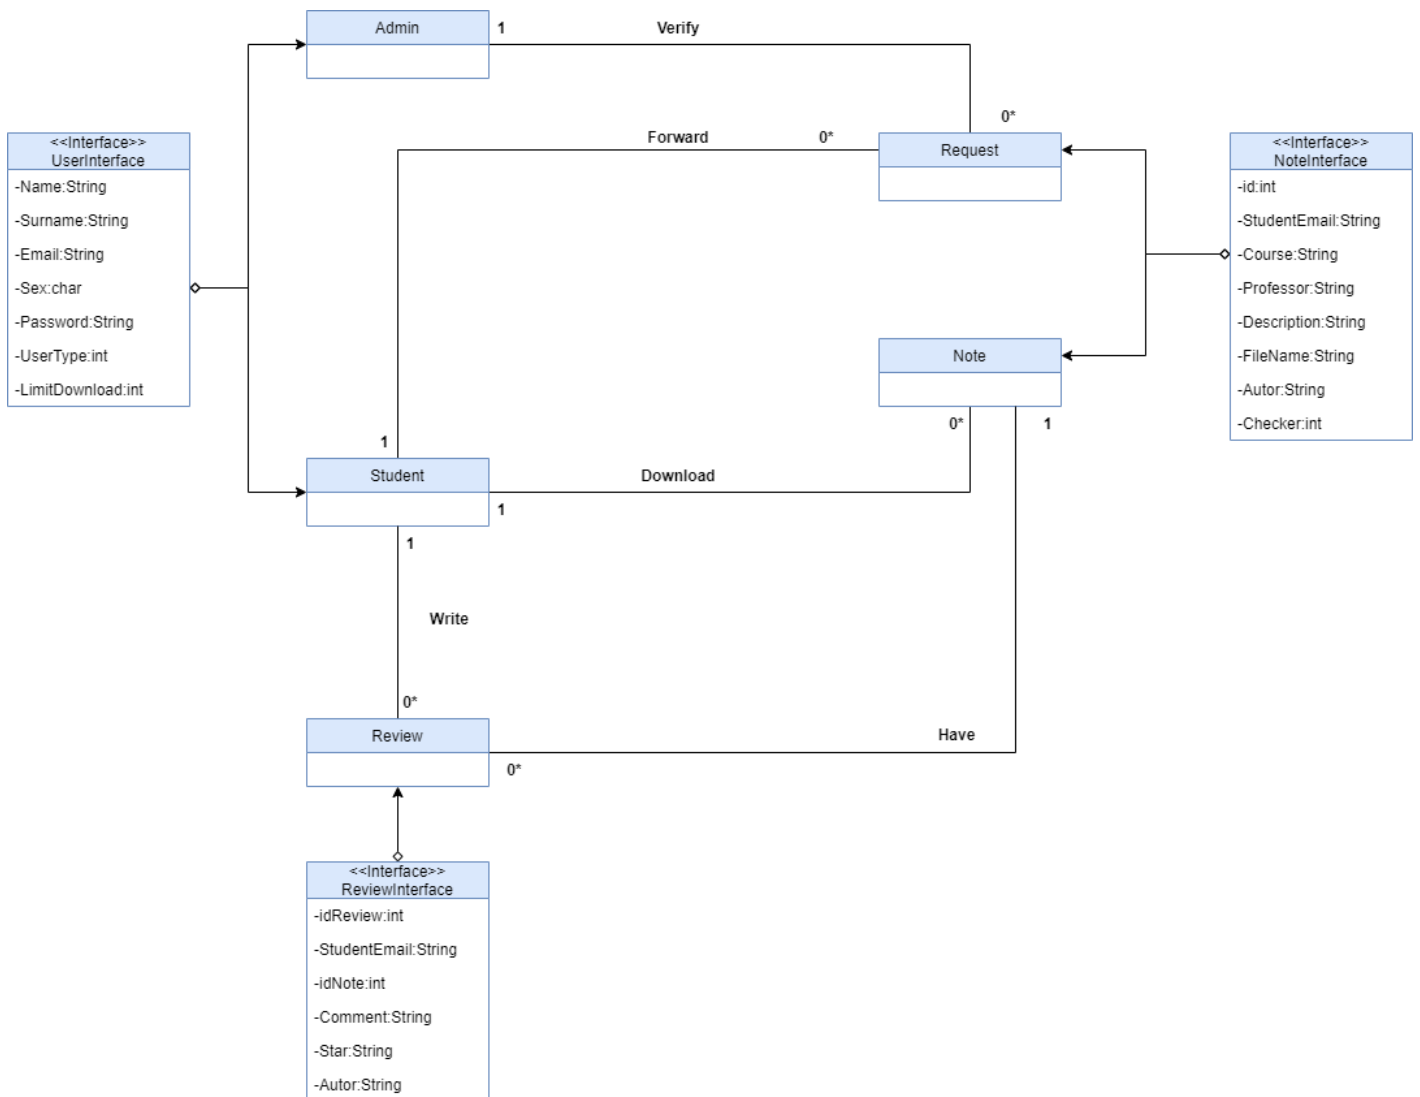 Admin
1
Verify
0*
Forward
0*
Request
<<Interface>>
UserInterface
-Name:String
-Surname:String
-Email:String
-Sex:char
-Password:String
-UserType:int
-LimitDownload:int
<<Interface>>
NoteInterface
-id:int
-StudentEmail:String
-Course:String
-Professor:String
-Description:String
-FileName:String
-Autor:String
-Checker:int
Note
0*
1
1
Student
Download
1
1
Write
0*
Review
Have
0*
<<Interface>>
ReviewInterface
-idReview:int
-StudentEmail:String
-idNote:int
-Comment:String
-Star:String
-Autor:String